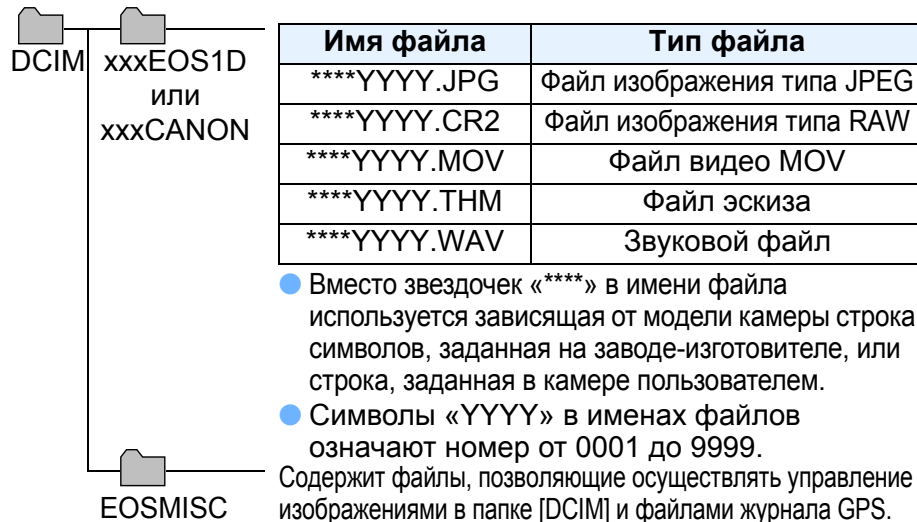 DCIM
xxxEOS1D
или
xxxCANON
Имя файла Тип файла
****YYYY.JPG Файл изображения типа JPEG
****YYYY.CR2 Файл изображения типа RAW
****YYYY.MOV Файл видео MOV
****YYYY.THM Файл эскиза
****YYYY.WAV Звуковой файл
● Вместо звездочек «****» в имени файла
используется зависящая от модели камеры строка
символов, заданная на заводе-изготовителе, или
строка, заданная в камере пользователем.
● Символы «YYYY» в именах файлов
означают номер от 0001 до 9999.
EOSMISC
Содержит файлы, позволяющие осуществлять управление
изображениями в папке [DCIM] и файлами журнала GPS.